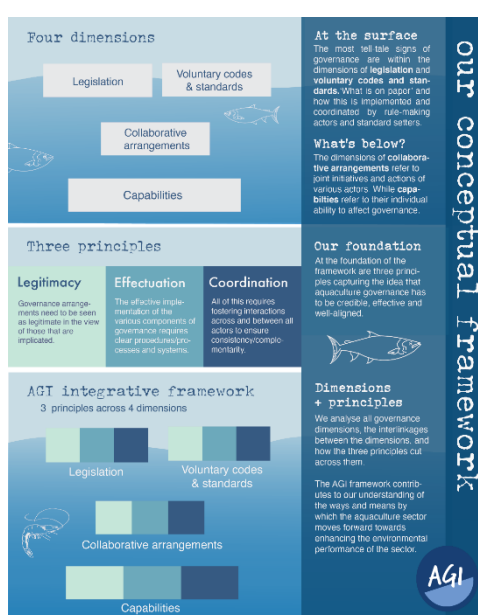 Four dimensions
Legislation
Voluntary codes
& standards
Collaborative
arrangements
Capabilities
At the surface
The most tell-tale signs of
governance are within the
dimensions of legislation and
voluntary codes and stan-
dards. 'What is on paper' and
how this is implemented and
coordinated by rule-making
actors and standard setters.
What's below?
The dimensions of collabora-
tive arrangements refer to
joint initiatives and actions of
various actors. While capa-
bilties refer to their individual
ability to affect governance.
Three principles
Legitimacy
Governance arrange-
ments need to be seen
as legitimate in the view
of those that are
implicated.
Effectuation
The effective imple-
mentation of the
various components of
governance requires
clear procedures/pro-
cesses and systems.
Coordination
All of this requires
fostering interactions
across and between all
actors to ensure
consistency/comple-
mentarity.
Our foundation
At the foundation of the
framework are three princi-
ples capturing the idea that
aquaculture governance has
to be credible, effective and
well-aligned.
AGI integrative framework
3 principles across 4 dimensions
Legislation
Voluntary codes
& standards
Collaborative arrangements
Capabilities
Dimensions
+ principles
We analyse all governance
dimensions, the interlinkages
between the dimensions, and
how the three principles cut
across them.
The AGI framework contrib-
utes to our understanding of
the ways and means by
which the aquaculture sector
moves forward towards
enhancing the environmental
performance of the sector.
our conceptual framework
AGI